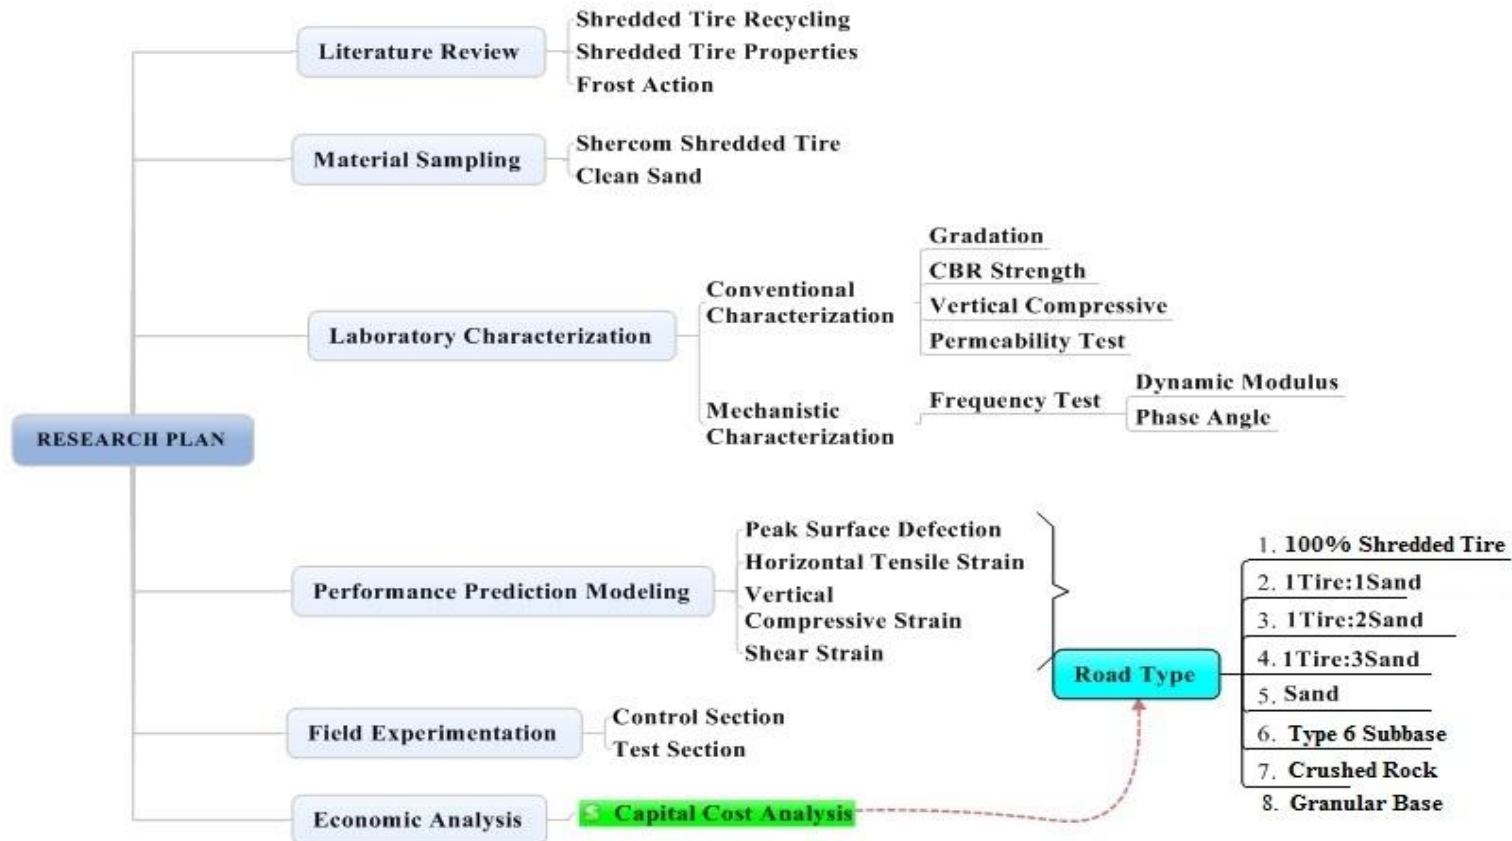 Shredded Tire Recycling
Literature Review
Shredded Tire Properties
Frost Action
Material Sampling
Shercom Shredded Tire
Clean Sand
Laboratory Characterization
Conventional
Characterization
Gradation
CBR Strength
Vertical Compressive
Permeability Test
Mechanistic
Characterization
Frequency Test
Dynamic Modulus
Phase Angle
RESEARCH PLAN
Performance Prediction Modeling
Peak Surface Defection
Horizontal Tensile Strain
Vertical
Compressive Strain
Shear Strain
Road Type
1. 100% Shredded Tire
2. 1Tire:1Sand
3. 1Tire:2Sand
4. 1Tire:3Sand
5. Sand
6. Type 6 Subbase
7. Crushed Rock
8. Granular Base
Field Experimentation
Control Section
Test Section
Economic Analysis
$ Capital Cost Analysis